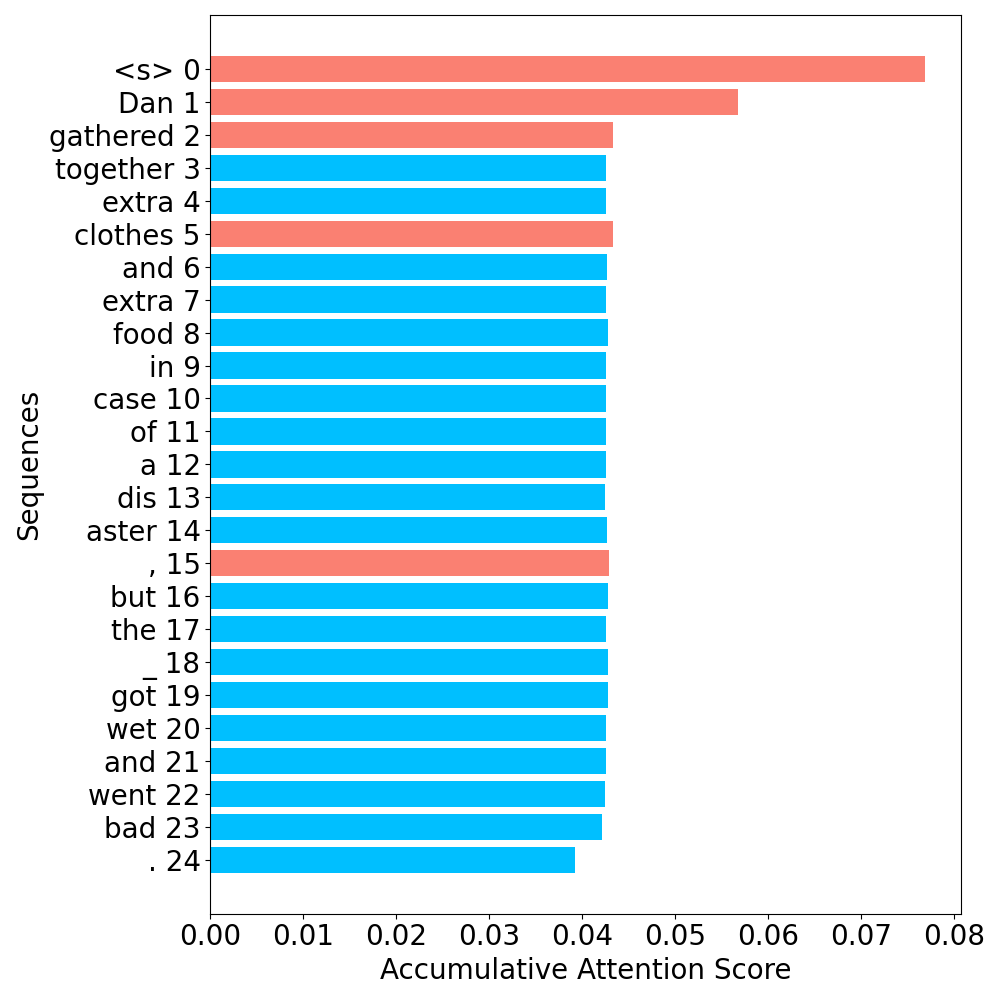 <s> 0
Dan 1
gathered 2
together 3
extra 4
clothes 5
and 6
extra 7
food 8
in 9
case 10
of 11
a 12
dis 13
aster 14
, 15
but 16
the 17
_ 18
got 19
wet 20
and 21
went 22
bad 23
. 24
Sequences
0.00 0.01 0.02 0.03 0.04 0.05 0.06 0.07 0.08
Accumulative Attention Score